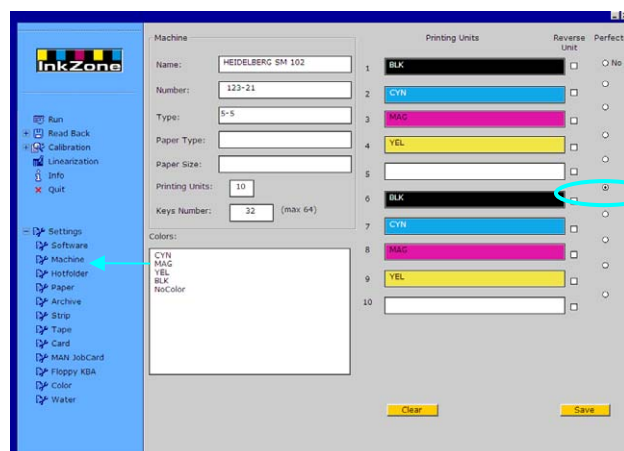 InkZone
Run
Read Back
Calibration
Linearization
Info
Quit
Settings
Software
Machine
Hotfolder
Paper
Archive
Strip
Tape
Card
MAN JobCard
Floppy KBA
Color
Water
Machine
Name: HEIDELBERG SM 102
Number: 123-21
Type: 5-5
Paper Type:
Paper Size:
Printing Units: 10
Keys Number: 32 (max 64)
Colors:
CYN
MAG
YEL
BLK
NoColor
Printing Units Reverse Unit Perfect
1 BLK No
2 CYN
3 MAG
4 YEL
5
6 BLK
7 CYN
8 MAG
9 YEL
10
Clear Save